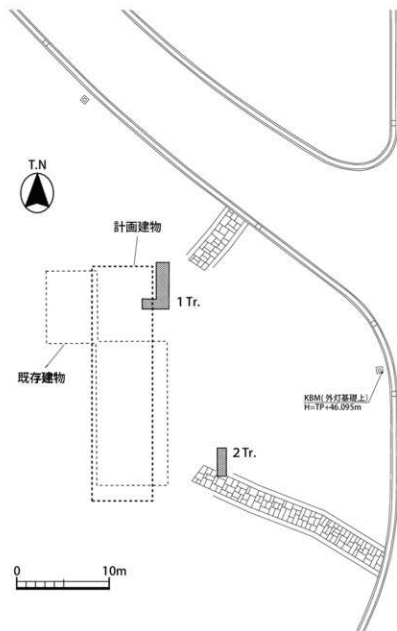 T.N
計画建物
1 Tr.
既存建物
KBM(外灯基礎上)
H=TP+46.095m
2 Tr.
0
10m